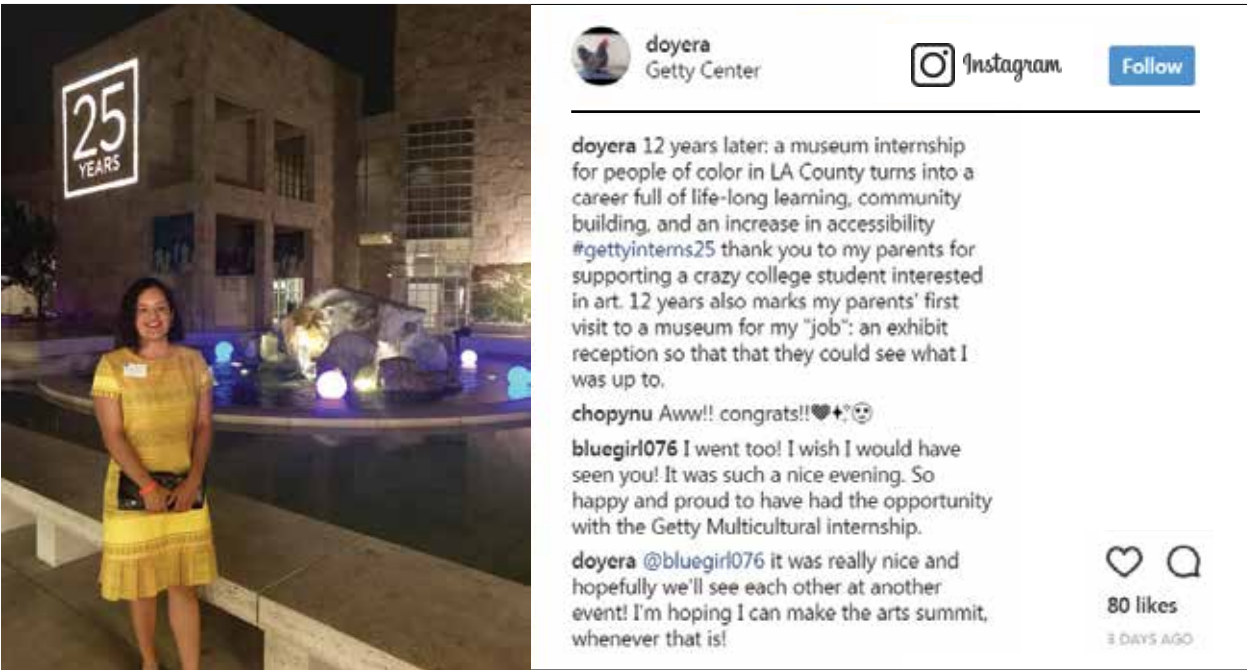 25
YEARS
doyera
Getty Center
Instagram
Follow
doyera 12 years later: a museum internship
for people of color in LA County turns into a
career full of life-long learning, community
building, and an increase in accessibility
#gettyinterns25 thank you to my parents for
supporting a crazy college student interested
in art. 12 years also marks my parents' first
visit to a museum for my "job": an exhibit
reception so that that they could see what I
was up to.
chopynu Aww!! congrats!!🖤✨🥺
bluegirl076 I went too! I wish I would have
seen you! It was such a nice evening. So
happy and proud to have had the opportunity
with the Getty Multicultural internship.
doyera @bluegirl076 it was really nice and
hopefully we'll see each other at another
event! I'm hoping I can make the arts summit,
whenever that is!
80 likes
3 DAYS AGO